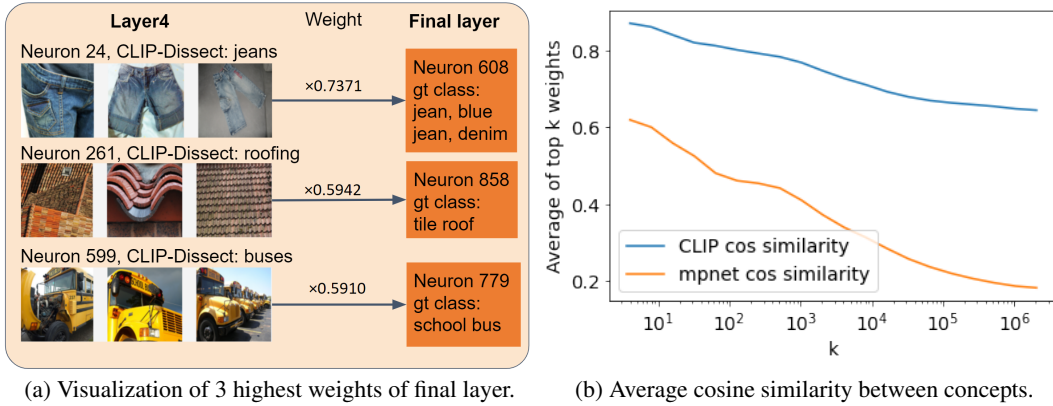 Layer4 Weight Final layer
Neuron 24, CLIP-Dissect: jeans
×0.7371
Neuron 608
gt class:
jean, blue
jean, denim
Neuron 261, CLIP-Dissect: roofing
×0.5942
Neuron 858
gt class:
tile roof
Neuron 599, CLIP-Dissect: buses
×0.5910
Neuron 779
gt class:
school bus
(a) Visualization of 3 highest weights of final layer.
Average of top k weights
0.8
0.6
0.4
0.2
CLIP cos similarity
mpnet cos similarity
10¹ 10² 10³ 10⁴ 10⁵ 10⁶
k
(b) Average cosine similarity between concepts.